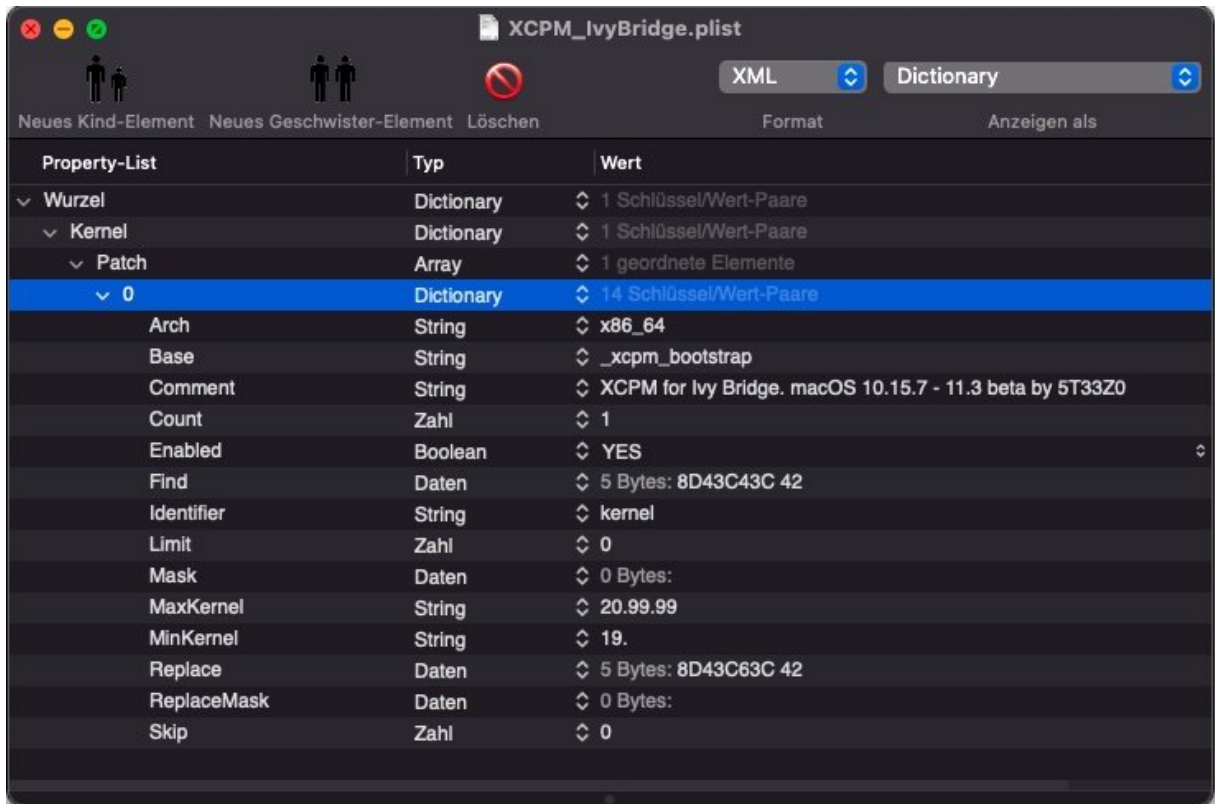 XCPM_IvyBridge.plist
XML Dictionary
Neues Kind-Element Neues Geschwister-Element Löschen Format Anzeigen als
Property-List Typ Wert
Wurzel Dictionary 1 Schlüssel/Wert-Paare
Kernel Dictionary 1 Schlüssel/Wert-Paare
Patch Array 1 geordnete Elemente
0 Dictionary 14 Schlüssel/Wert-Paare
Arch String x86_64
Base String _xcpm_bootstrap
Comment String XCPM for Ivy Bridge. macOS 10.15.7 - 11.3 beta by 5T33Z0
Count Zahl 1
Enabled Boolean YES
Find Daten 5 Bytes: 8D43C43C 42
Identifier String kernel
Limit Zahl 0
Mask Daten 0 Bytes:
MaxKernel String 20.99.99
MinKernel String 19.
Replace Daten 5 Bytes: 8D43C63C 42
ReplaceMask Daten 0 Bytes:
Skip Zahl 0